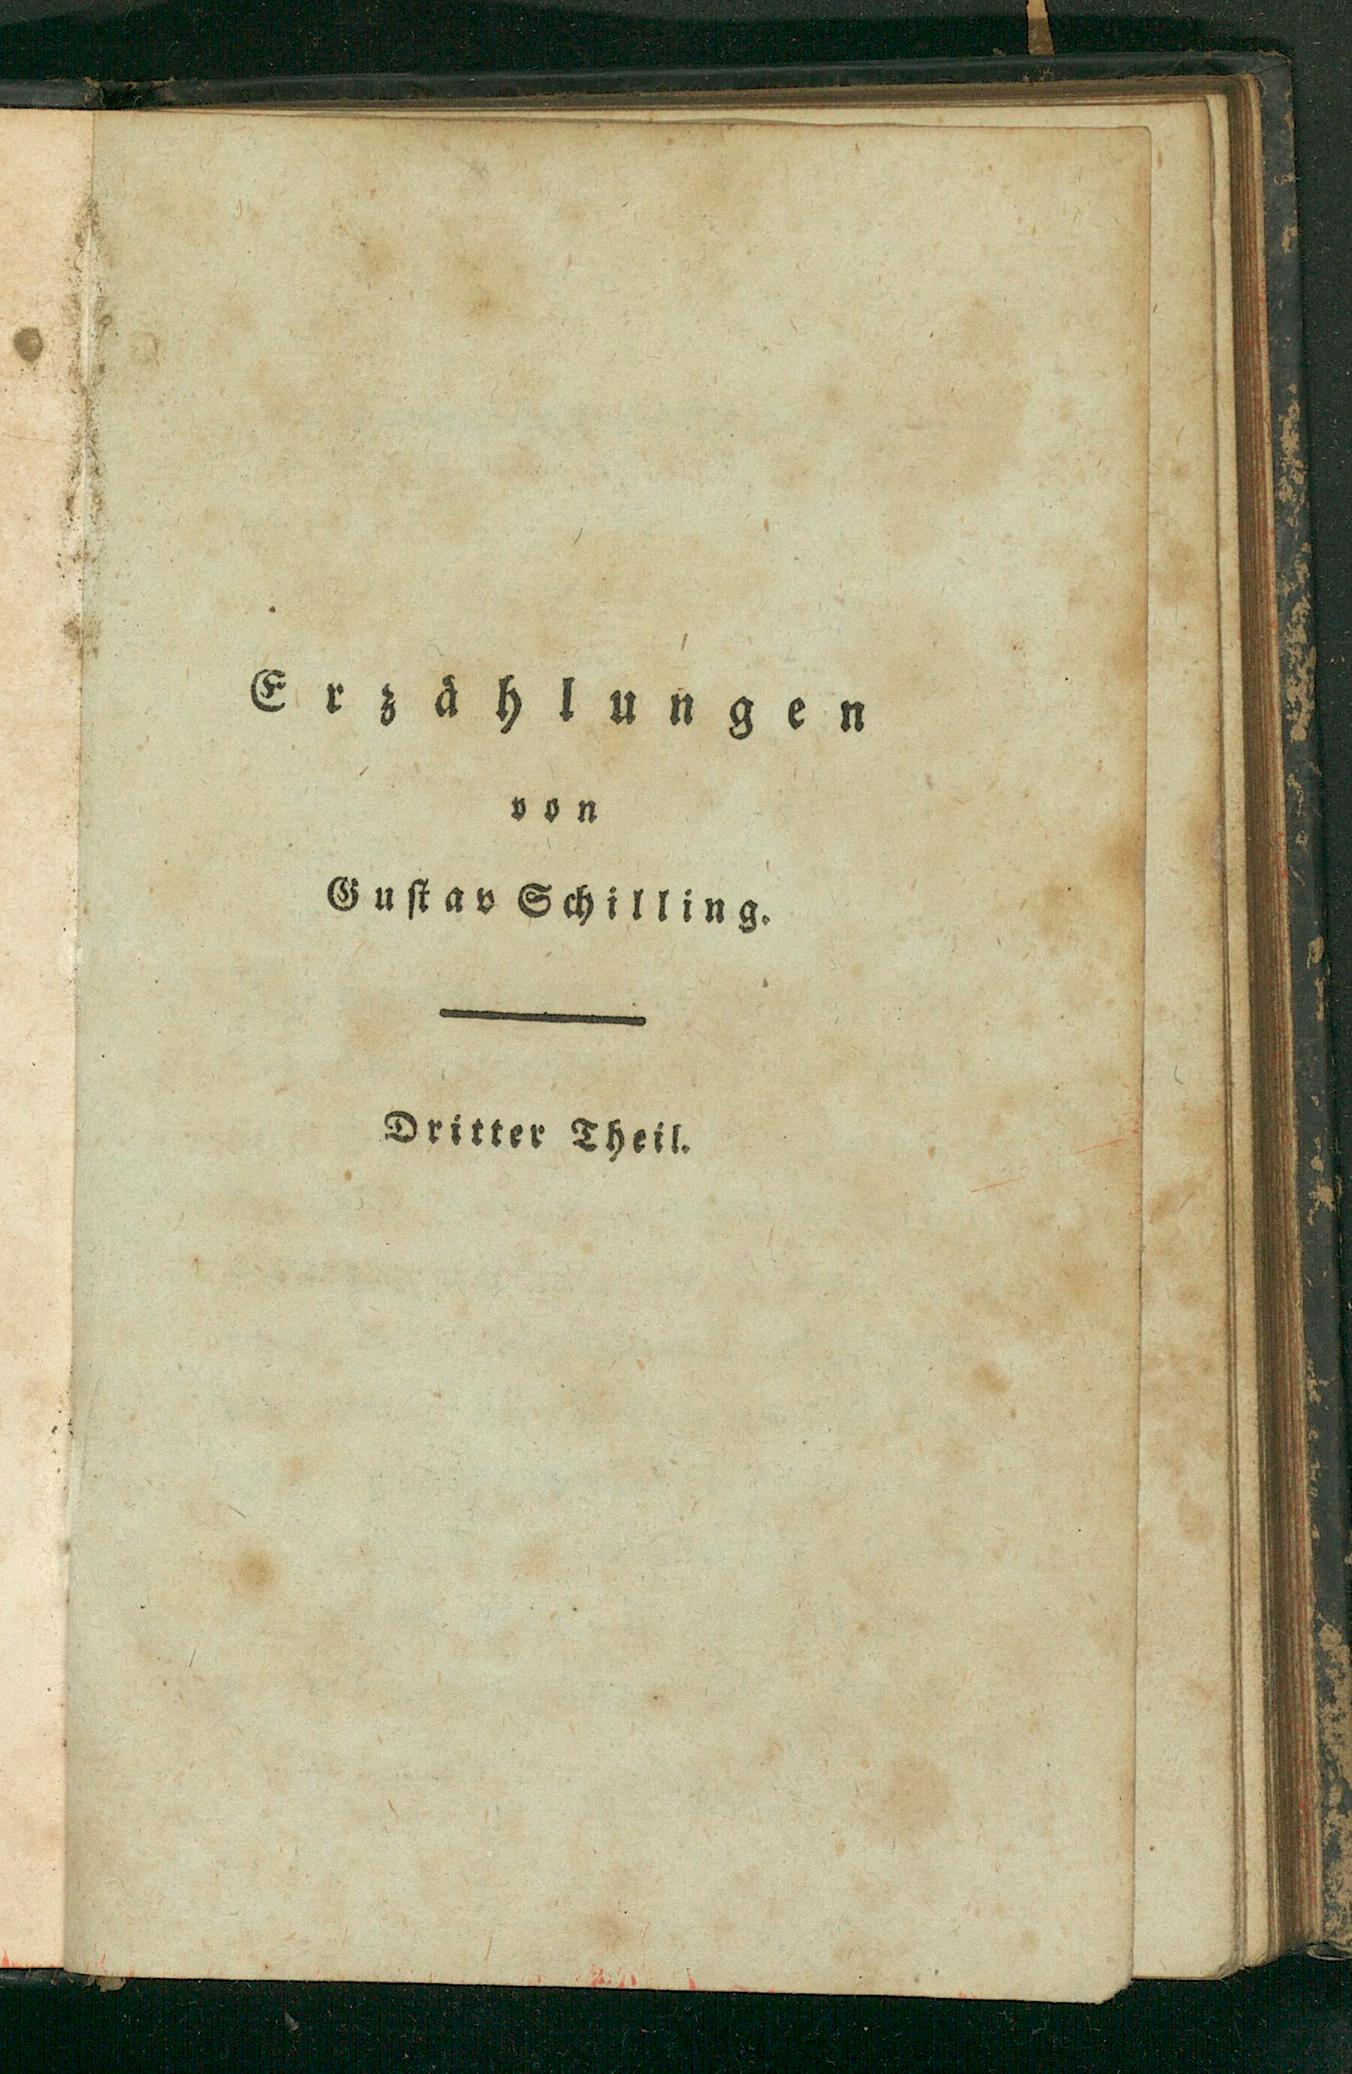 Erzählungen
von
Guſtav Schilling.
Dritter Theil.